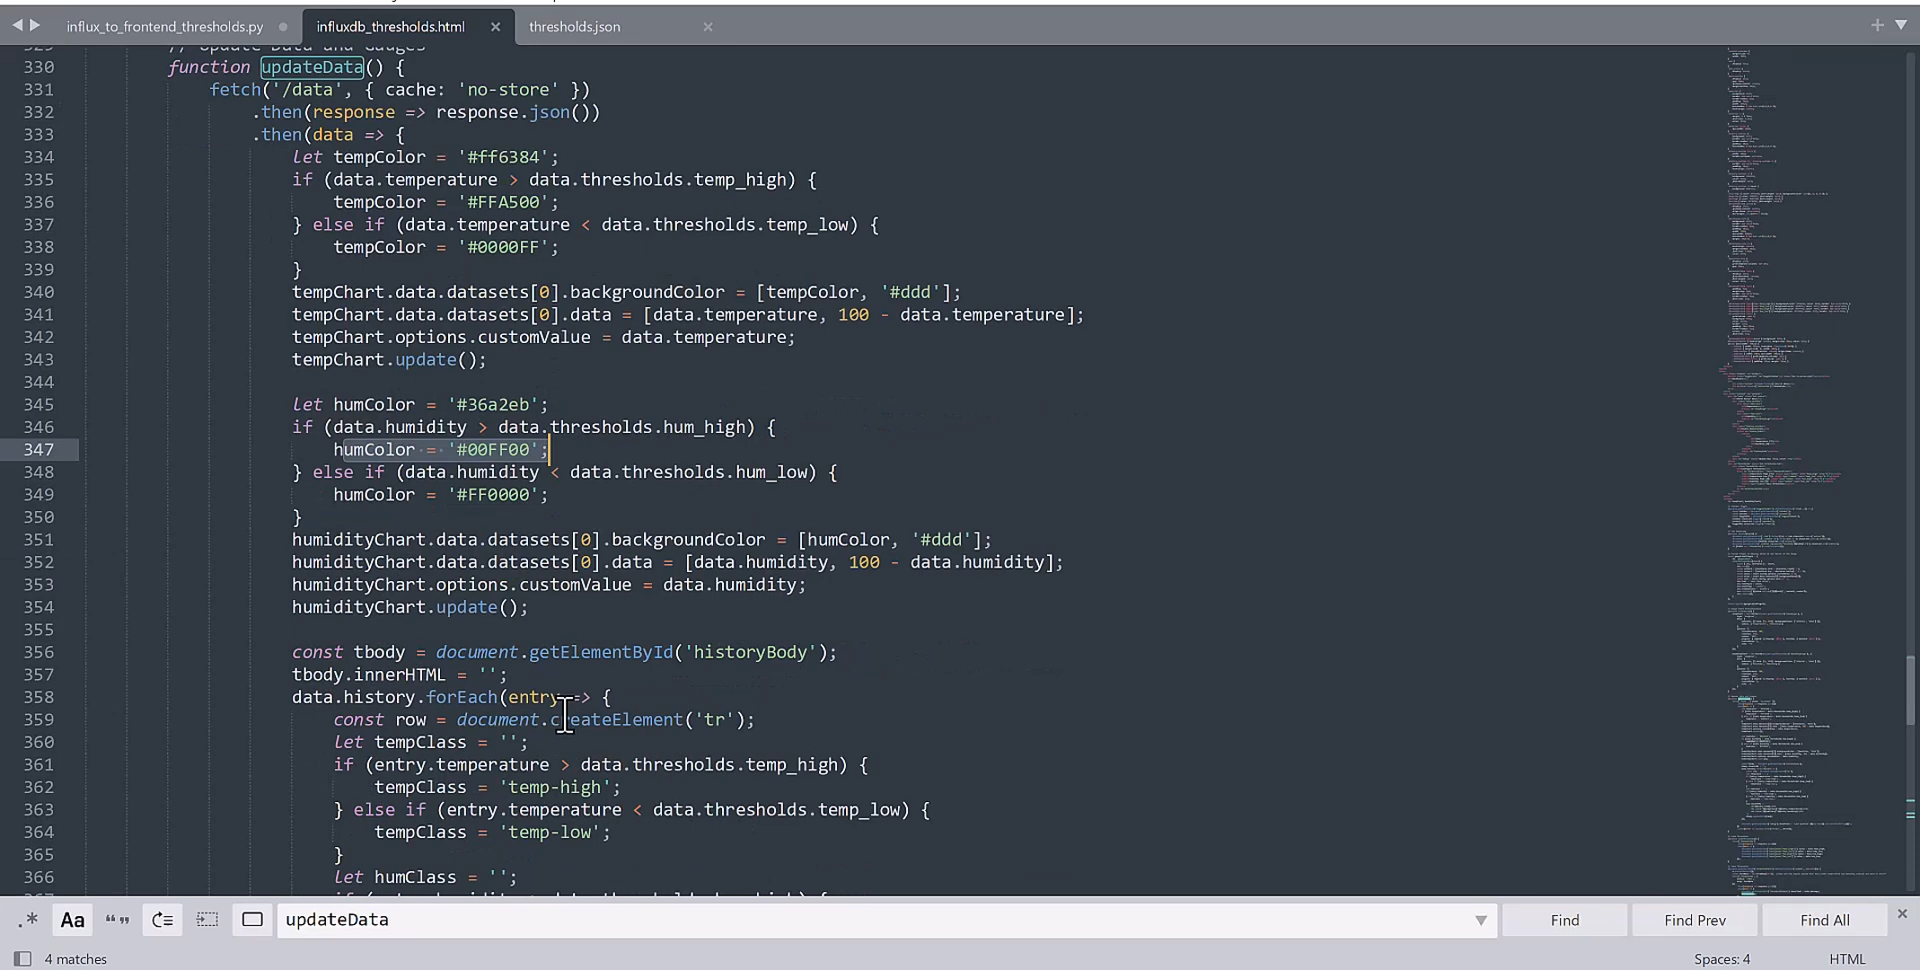 influx_to_frontend_thresholds.py
influxdb_thresholds.html
thresholds.json
329 // Update Data and Gauges
330 function updateData() {
331 fetch('/data', { cache: 'no-store' })
332 .then(response => response.json())
333 .then(data => {
334 let tempColor = '#ff6384';
335 if (data.temperature > data.thresholds.temp_high) {
336 tempColor = '#FFA500';
337 } else if (data.temperature < data.thresholds.temp_low) {
338 tempColor = '#0000FF';
339 }
340 tempChart.data.datasets[0].backgroundColor = [tempColor, '#ddd'];
341 tempChart.data.datasets[0].data = [data.temperature, 100 - data.temperature];
342 tempChart.options.customValue = data.temperature;
343 tempChart.update();
344
345 let humColor = '#36a2eb';
346 if (data.humidity > data.thresholds.hum_high) {
347 humColor = '#00FF00';
348 } else if (data.humidity < data.thresholds.hum_low) {
349 humColor = '#FF0000';
350 }
351 humidityChart.data.datasets[0].backgroundColor = [humColor, '#ddd'];
352 humidityChart.data.datasets[0].data = [data.humidity, 100 - data.humidity];
353 humidityChart.options.customValue = data.humidity;
354 humidityChart.update();
355
356 const tbody = document.getElementById('historyBody');
357 tbody.innerHTML = '';
358 data.history.forEach(entry => {
359 const row = document.createElement('tr');
360 let tempClass = '';
361 if (entry.temperature > data.thresholds.temp_high) {
362 tempClass = 'temp-high';
363 } else if (entry.temperature < data.thresholds.temp_low) {
364 tempClass = 'temp-low';
365 }
366 let humClass = '';
.* Aa “” updateData Find Find Prev Find All
4 matches Spaces: 4 HTML